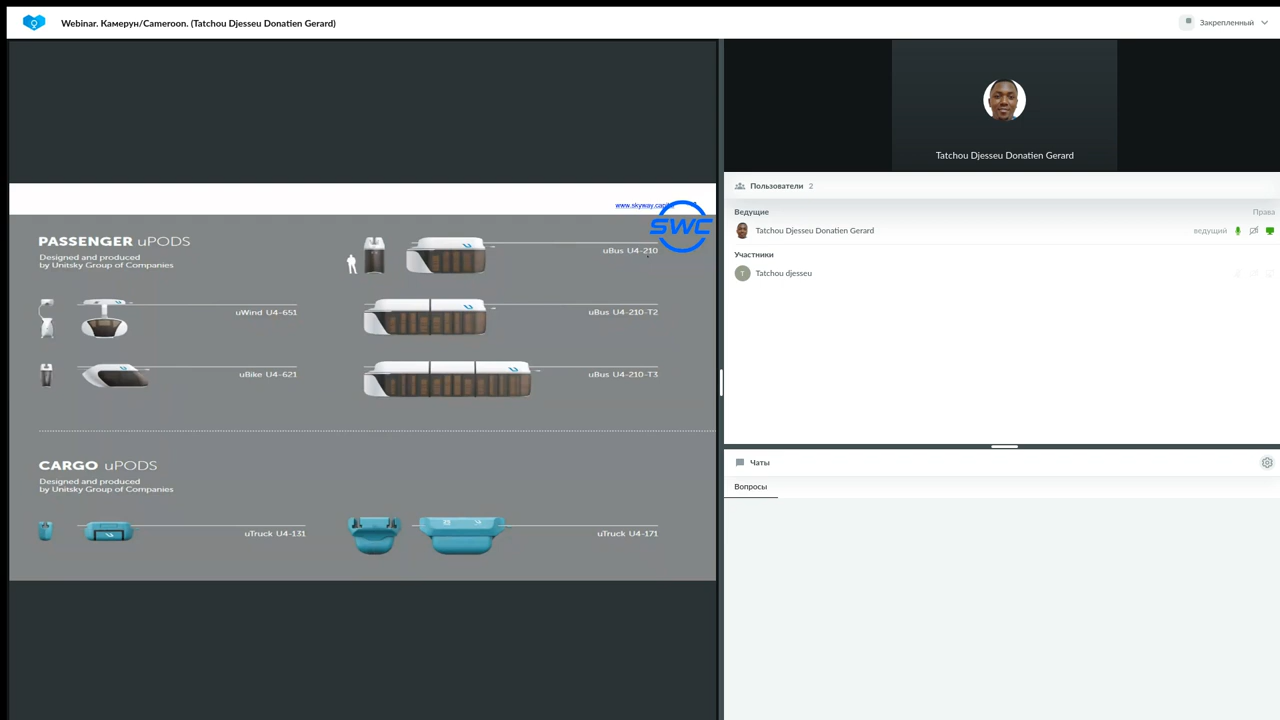 Webinar. Камерун/Cameroon. (Tatchou Djesseu Donatien Gerard)
Закрепленный
Tatchou Djesseu Donatien Gerard
www.skyway.capi
SWC
PASSENGER uPODS
Designed and produced
by Unitsky Group of Companies
uBus U4-210
uWind U4-651
uBus U4-210-T2
uBike U4-621
uBus U4-210-T3
CARGO uPODS
Designed and produced
by Unitsky Group of Companies
uTruck U4-131
uTruck U4-171
Пользователи 2
Ведущие
Права
Tatchou Djesseu Donatien Gerard
ведущий
Участники
T
Tatchou djesseu
Чаты
Вопросы